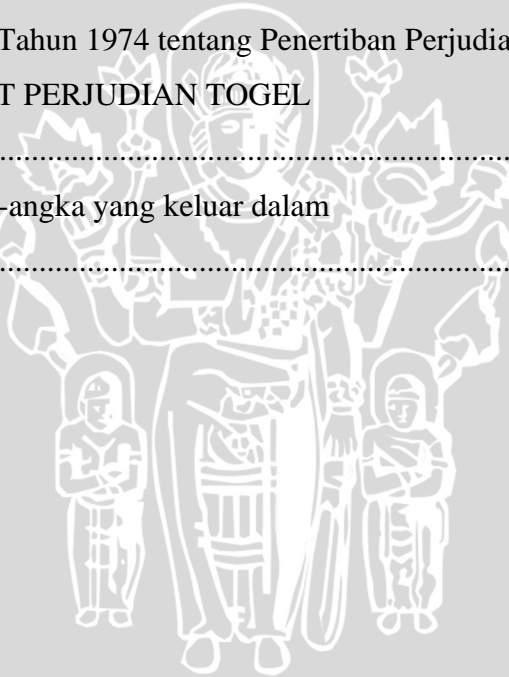 Tahun 1974 tentang Penertiban Perjudia
T PERJUDIAN TOGEL
................................................................................
-angka yang keluar dalam
................................................................................